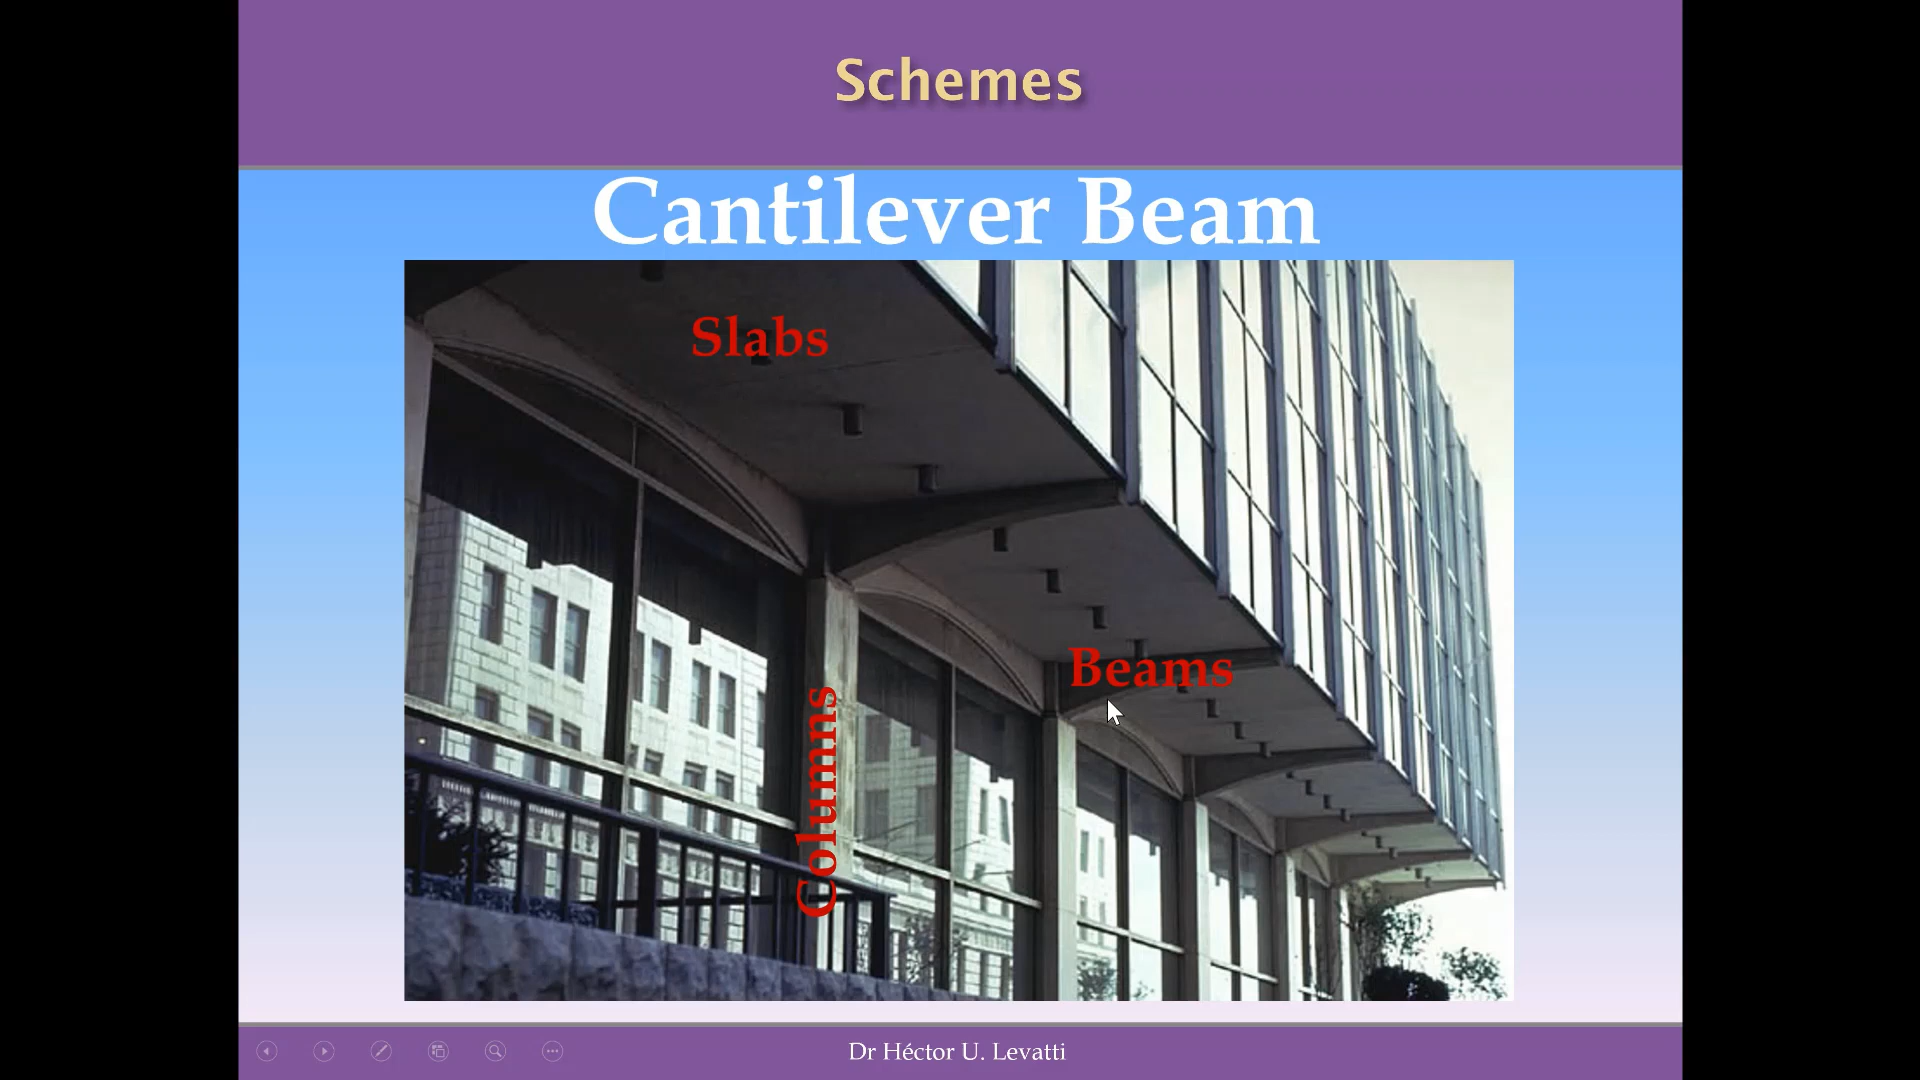 Schemes
Cantilever Beam
Slabs
Beams
Columns
Dr Héctor U. Levatti